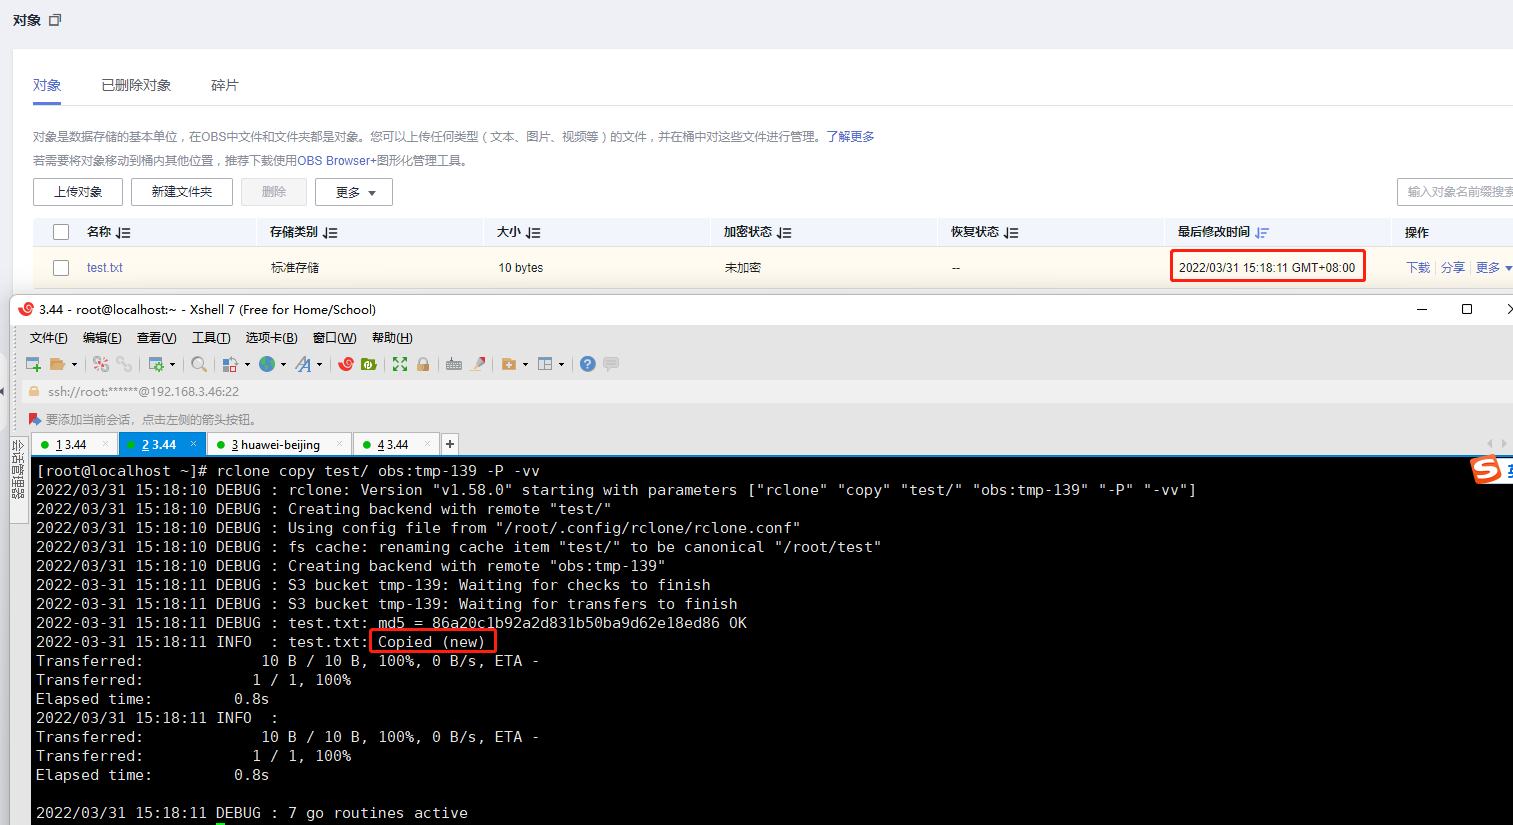 对象
对象 已删除对象 碎片
对象是数据存储的基本单位，在OBS中文件和文件夹都是对象。您可以上传任何类型（文本、图片、视频等）的文件，并在桶中对这些文件进行管理。了解更多
若需要将对象移动到桶内其他位置，推荐下载使用OBS Browser+图形化管理工具。
上传对象 新建文件夹 删除 更多 输入对象名前缀搜索
名称 存储类别 大小 加密状态 恢复状态 最后修改时间 操作
test.txt 标准存储 10 bytes 未加密 -- 2022/03/31 15:18:11 GMT+08:00 下载 分享 更多
3.44 - root@localhost:~ - Xshell 7 (Free for Home/School)
文件(F) 编辑(E) 查看(V) 工具(T) 选项卡(B) 窗口(W) 帮助(H)
ssh://root:******@192.168.3.46:22
要添加当前会话，点击左侧的箭头按钮。
会话管理器
1 3.44 2 3.44 3 huawei-beijing 4 3.44
[root@localhost ~]# rclone copy test/ obs:tmp-139 -P -vv
2022/03/31 15:18:10 DEBUG : rclone: Version "v1.58.0" starting with parameters ["rclone" "copy" "test/" "obs:tmp-139" "-P" "-vv"]
2022/03/31 15:18:10 DEBUG : Creating backend with remote "test/"
2022/03/31 15:18:10 DEBUG : Using config file from "/root/.config/rclone/rclone.conf"
2022/03/31 15:18:10 DEBUG : fs cache: renaming cache item "test/" to be canonical "/root/test"
2022/03/31 15:18:10 DEBUG : Creating backend with remote "obs:tmp-139"
2022-03-31 15:18:11 DEBUG : S3 bucket tmp-139: Waiting for checks to finish
2022-03-31 15:18:11 DEBUG : S3 bucket tmp-139: Waiting for transfers to finish
2022-03-31 15:18:11 DEBUG : test.txt: md5 = 86a20c1b92a2d831b50ba9d62e18ed86 OK
2022-03-31 15:18:11 INFO  : test.txt: Copied (new)
Transferred: 10 B / 10 B, 100%, 0 B/s, ETA -
Transferred: 1 / 1, 100%
Elapsed time: 0.8s
2022/03/31 15:18:11 INFO  :
Transferred: 10 B / 10 B, 100%, 0 B/s, ETA -
Transferred: 1 / 1, 100%
Elapsed time: 0.8s
2022/03/31 15:18:11 DEBUG : 7 go routines active